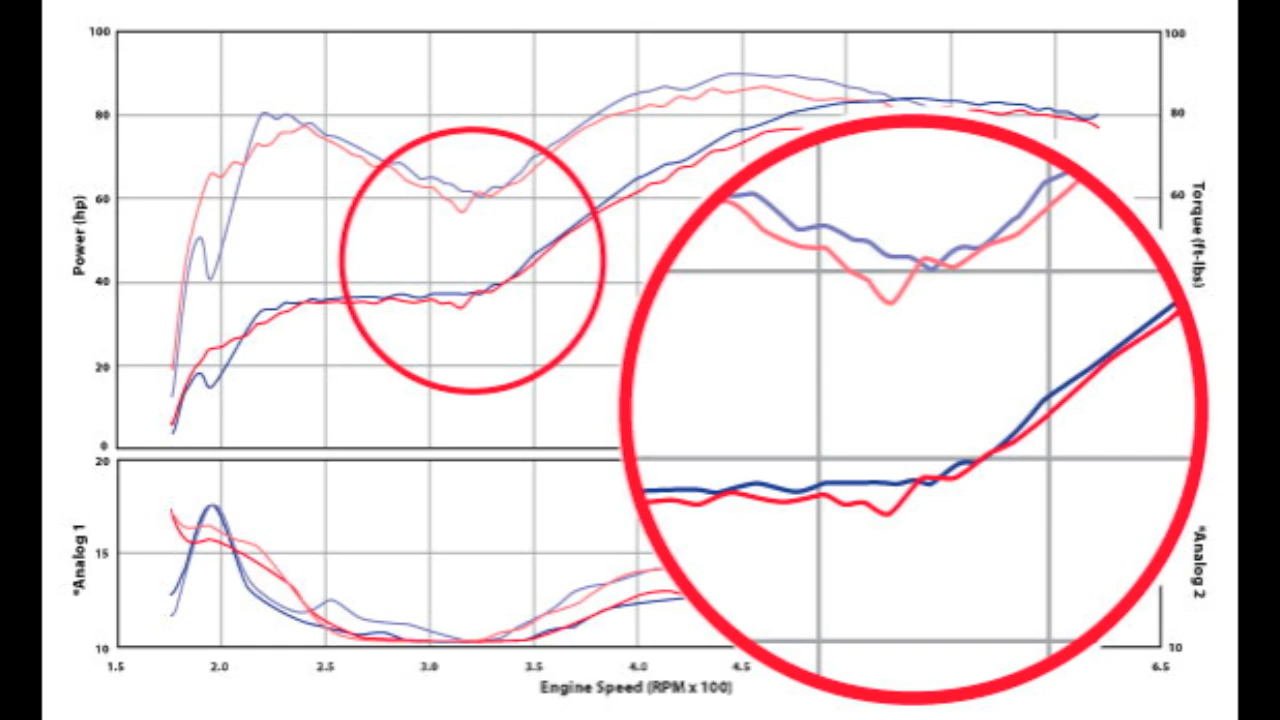 100
80
60
40
20
0
Power (hp)
100
80
60
Torque (ft-lbs)
20
15
10
*Analog 1
*Analog 2
10
1.5 2.0 2.5 3.0 3.5 4.0 4.5 6.5
Engine Speed (RPM x 100)